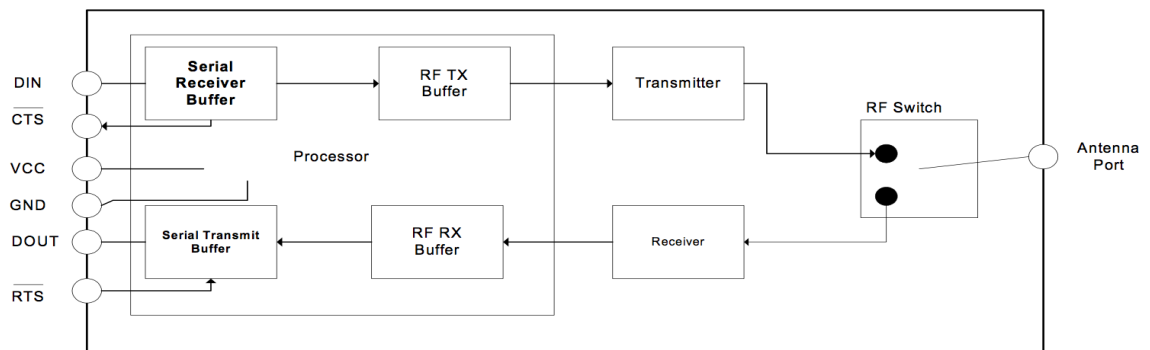 DIN
CTS
VCC
GND
DOUT
RTS
Serial
Receiver
Buffer
RF TX
Buffer
Transmitter
RF Switch
Antenna
Port
Processor
Serial Transmit
Buffer
RF RX
Buffer
Receiver